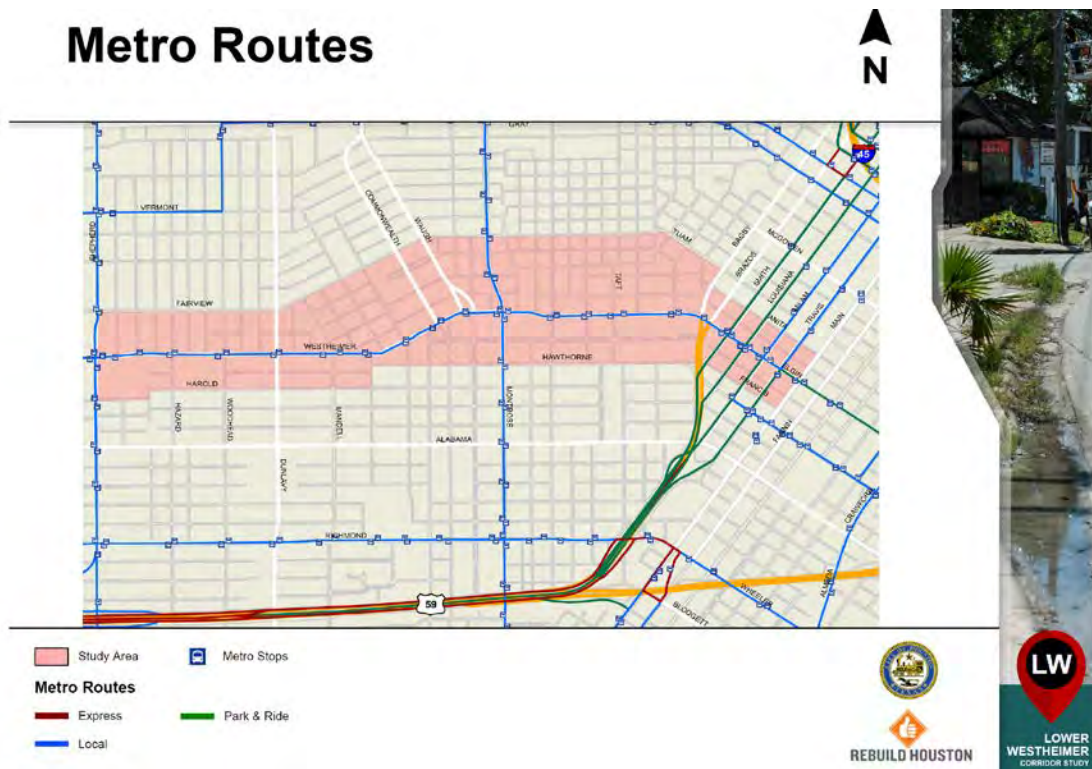 Metro Routes
N
GRAY
45
VERMONT
SHEPHERD
COMMONWEALTH
WAUGH
TUAM
BAGBY
MCGOWEN
BRAZOS
SMITH
LOUISIANA
MILAM
TRAVIS
MAIN
TAFT
ANITA
FAIRVIEW
WESTHEIMER
HAWTHORNE
ELGIN
FRANCIS
HAROLD
HAZARD
WOODHEAD
MANDELL
MONTROSE
FANNIN
ALABAMA
DUNLAVY
CRAWFORD
RICHMOND
WHEELER
ALMEDA
59
BLODGETT
Study Area
Metro Stops
Metro Routes
Express
Park & Ride
Local
REBUILD HOUSTON
LW
LOWER
WESTHEIMER
CORRIDOR STUDY